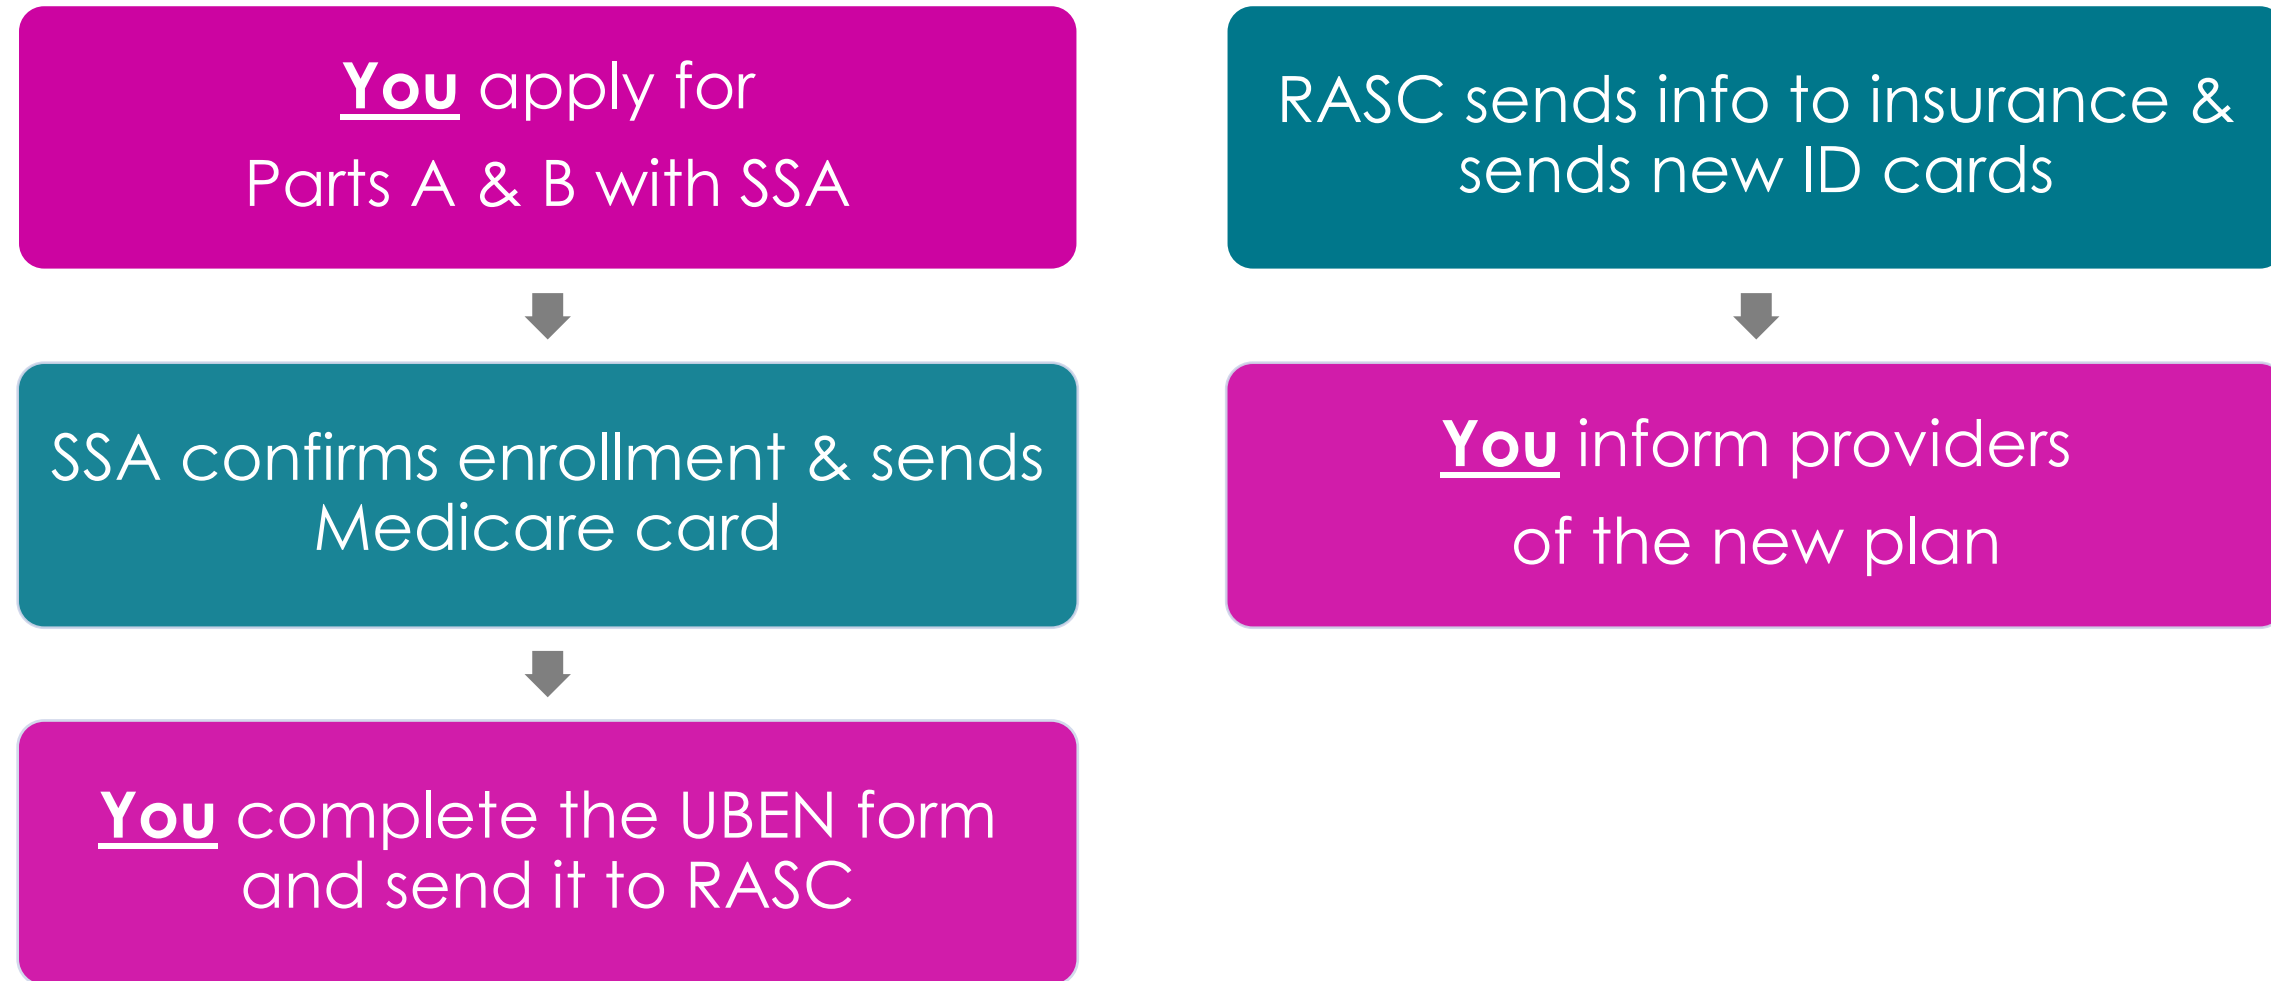 You apply for
Parts A & B with SSA
SSA confirms enrollment & sends
Medicare card
You complete the UBEN form
and send it to RASC
RASC sends info to insurance &
sends new ID cards
You inform providers
of the new plan